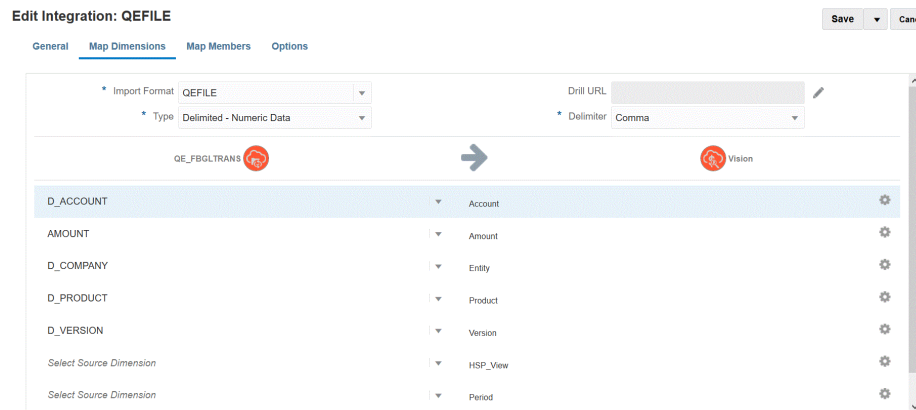 Edit Integration: QEFILE
Save
General Map Dimensions Map Members Options
* Import Format QEFILE Drill URL
* Type Delimited - Numeric Data * Delimiter Comma
QE_FBGLTRANS Vision
D_ACCOUNT Account
AMOUNT Amount
D_COMPANY Entity
D_PRODUCT Product
D_VERSION Version
Select Source Dimension HSP_View
Select Source Dimension Period